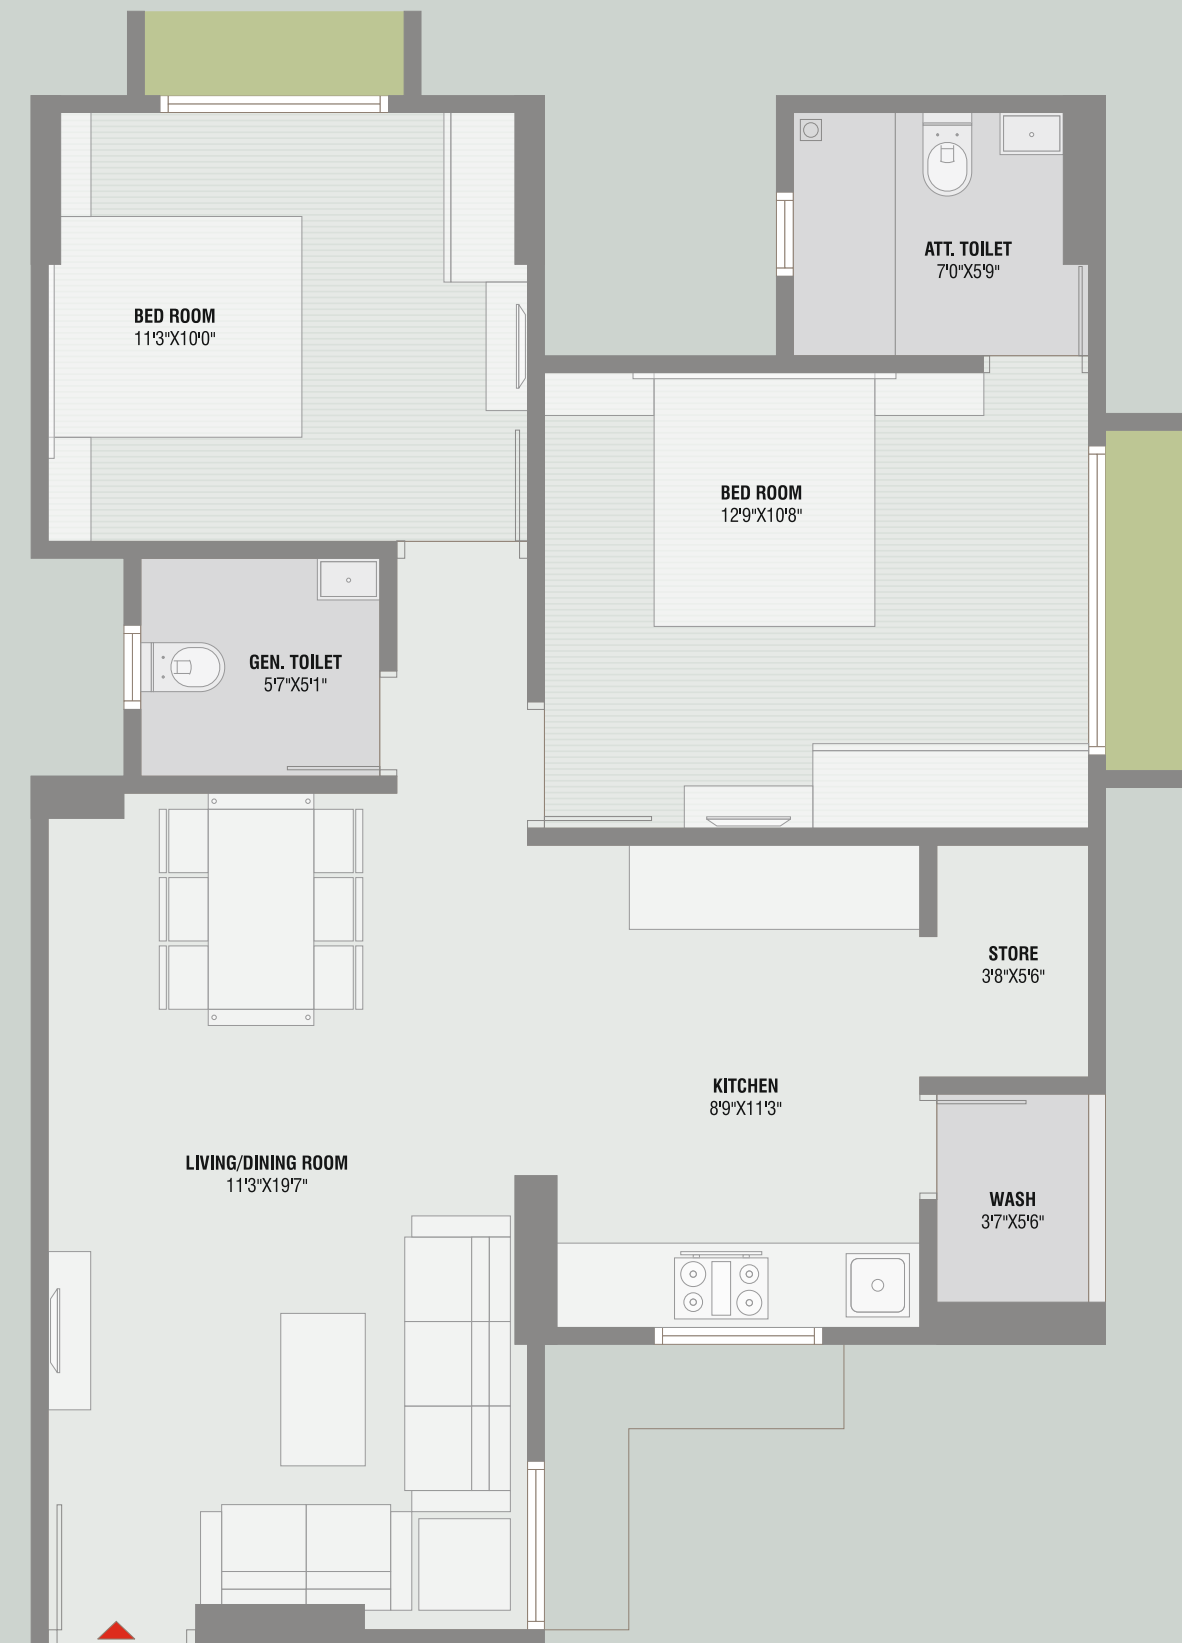 ATT. TOILET
7'0"X5'9"
BED ROOM
11'3"X10'0"
BED ROOM
12'9"X10'8"
GEN. TOILET
5'7"X5'1"
STORE
3'8"X5'6"
KITCHEN
8'9"X11'3"
LIVING/DINING ROOM
11'3"X19'7"
WASH
3'7"X5'6"